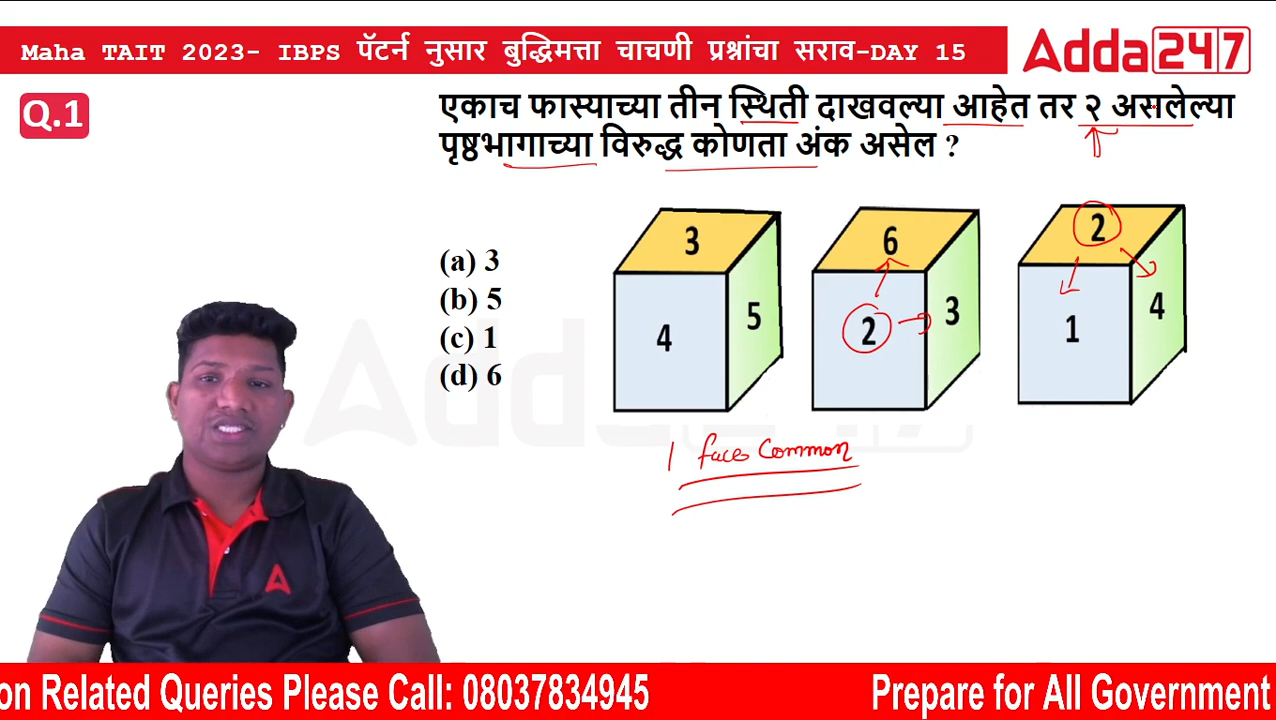 Maha TAIT 2023- IBPS पॅटर्न नुसार बुद्धिमत्ता चाचणी प्रश्नांचा सराव-DAY 15
Adda247
Q.1
एकाच फास्याच्या तीन स्थिती दाखवल्या आहेत तर २ असलेल्या
पृष्ठभागाच्या विरुद्ध कोणता अंक असेल ?
(a) 3
(b) 5
(c) 1
(d) 6
3
4
5
6
2
3
2
1
4
1 faces Common
on Related Queries Please Call: 08037834945
Prepare for All Government